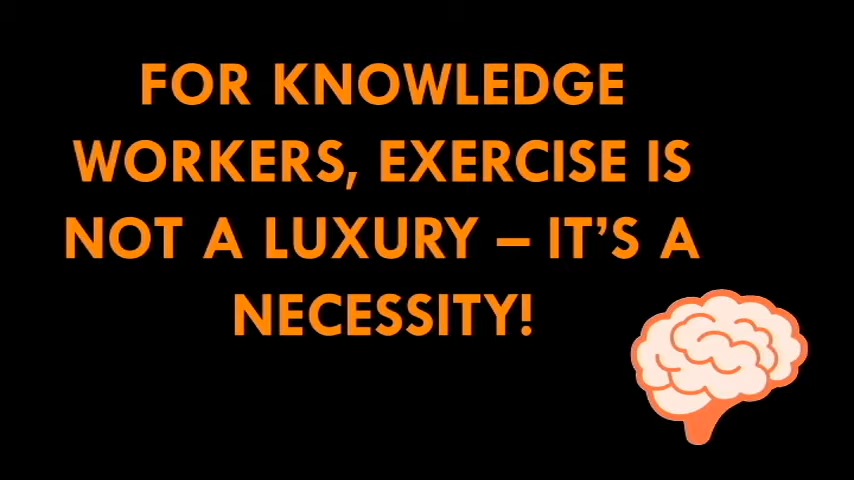 FOR KNOWLEDGE
WORKERS, EXERCISE IS
NOT A LUXURY – IT’S A
NECESSITY!